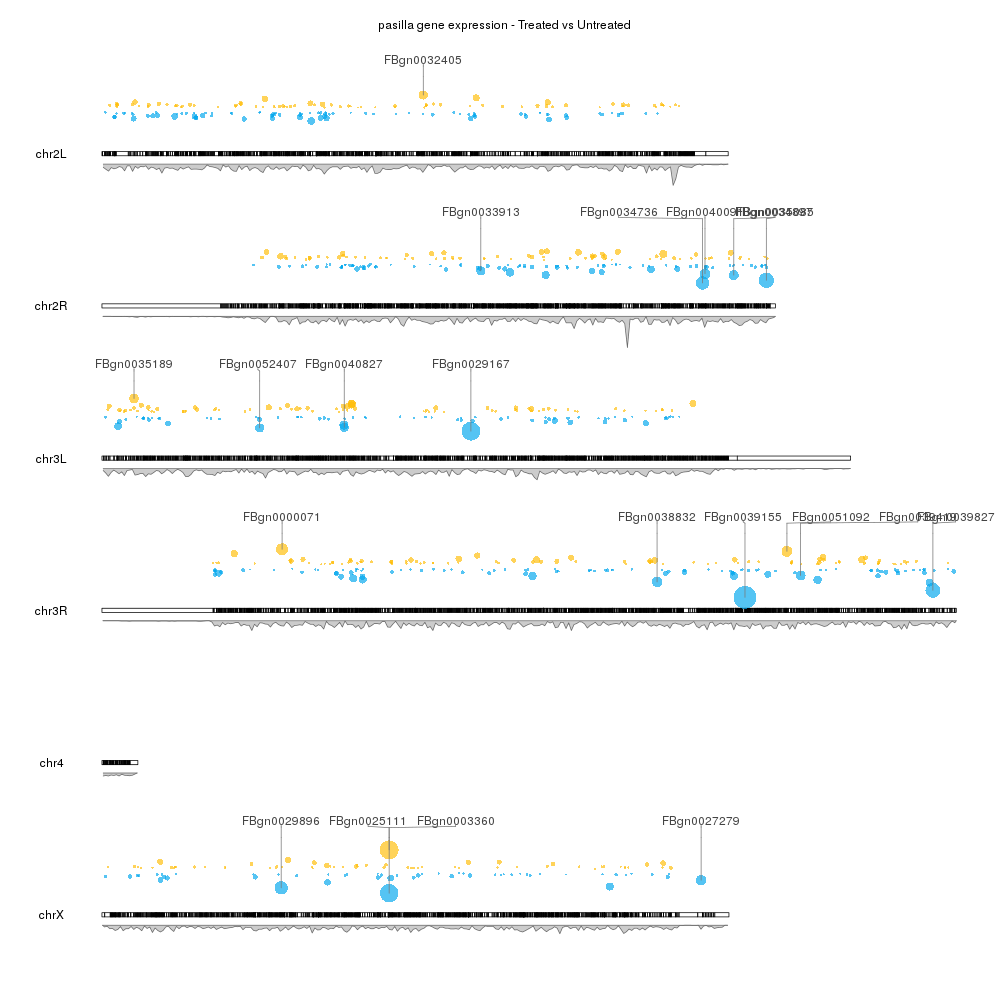 pasilla gene expression - Treated vs Untreated
FBgn0032405
chr2L
FBgn0033913 FBgn0034736
chr2R
FBgn0035189 FBgn0052407 FBgn0040827 FBgn0029167
chr3L
FBgn0000071 FBgn0038832 FBgn0039155 FBgn0051092 FBgn0039827
chr3R
chr4
FBgn0029896 FBgn0025111 FBgn0003360 FBgn0027279
chrX